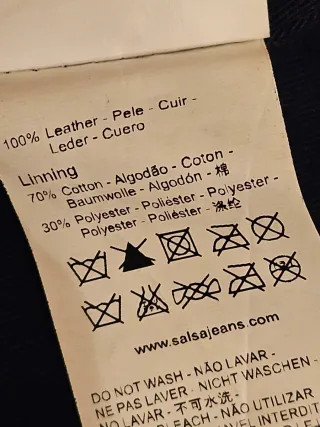 100% Leather - Pele - Cuir -
Leder - Cuero
Linning
70% Cotton - Algodão - Coton -
Baumwolle - Algodón - 棉
30% Polyester - Poliéster - Polyester -
Polyester - Poliéster - 涤纶
www.salsajeans.com
DO NOT WASH - NÃO LAVAR -
NE PAS LAVER - NICHT WASCHEN -
NO LAVAR - 不可水洗 -
BLEACH - NÃO UTILIZAR